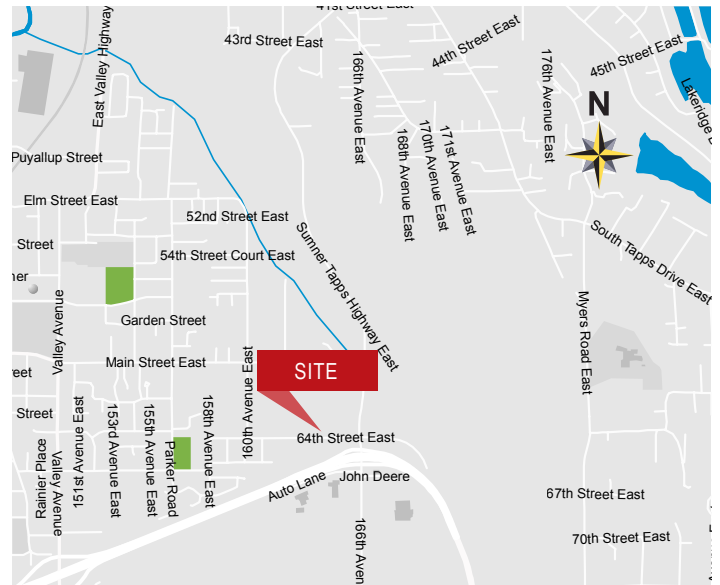 41st Street East
43rd Street East
44th Street East
45th Street East
East Valley Highway
166th Avenue East
176th Avenue East
Lakeridge
N
168th Avenue East
170th Avenue East
171st Avenue East
Puyallup Street
Elm Street East
52nd Street East
Street
54th Street Court East
Sumner Tapps Highway East
South Tapps Drive East
ner
Valley Avenue
Garden Street
Myers Road East
Main Street East
160th Avenue East
SITE
reet
Street
151st Avenue East
153rd Avenue East
155th Avenue East
Parker Road
158th Avenue East
64th Street East
Rainier Place
Valley Avenue
Auto Lane
John Deere
67th Street East
166th Aven
70th Street East